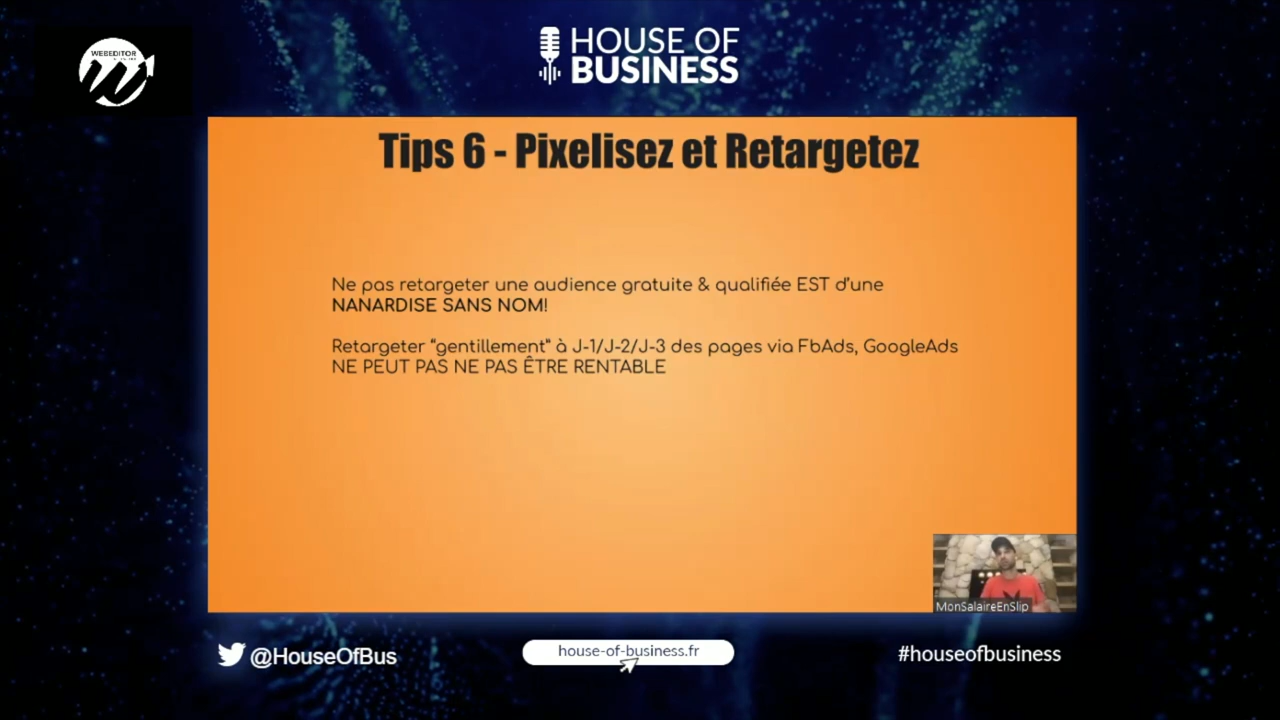 WEBEDITOR
HOUSE OF
BUSINESS
Tips 6 - Pixelisez et Retargetez
Ne pas retargeter une audience gratuite & qualifiée EST d'une
NANARDISE SANS NOM!
Retargeter “gentillement” à J-1/J-2/J-3 des pages via FbAds, GoogleAds
NE PEUT PAS NE PAS ÊTRE RENTABLE
MonSalaireEnSlip
@HouseOfBus
house-of-business.fr
#houseofbusiness